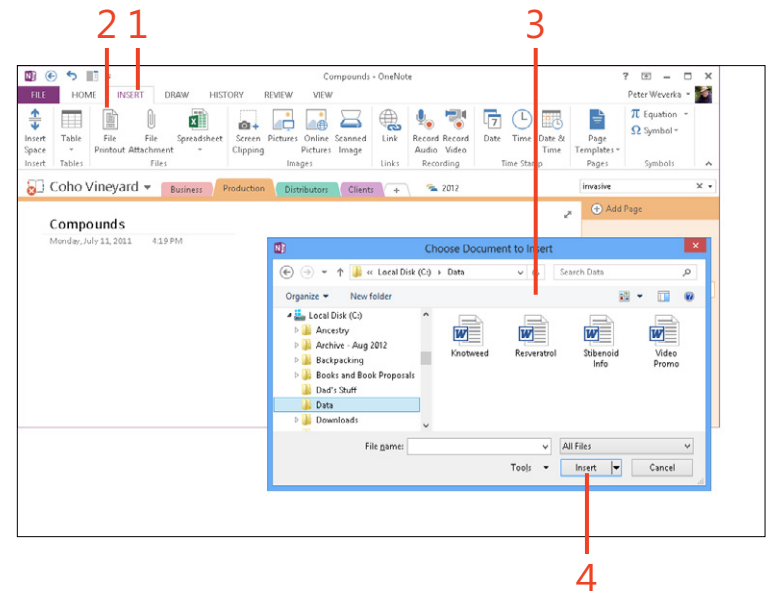 2 1 3
Compounds - OneNote
FILE HOME INSERT DRAW HISTORY REVIEW VIEW Peter Weverka
Insert Space Table File Printout File Attachment Spreadsheet Screen Clipping Pictures Online Pictures Scanned Image Link Record Audio Record Video Date Time Date & Time Page Templates π Equation
Ω Symbol
Insert Tables Files Images Links Recording Time Stamp Pages Symbols
Coho Vineyard Business Production Distributors Clients + 2012 invasive
Add Page
Compounds
Monday, July 11, 2011 4:19 PM
Choose Document to Insert
« Local Disk (C:) Data Search Data
Organize New folder
Local Disk (C:)
Ancestry
Archive - Aug 2012
Backpacking
Books and Book Proposals
Dad's Stuff
Data
Downloads
Knotweed Resveratrol Stibenoid Info Video Promo
File name: All Files
Tools Insert Cancel
4